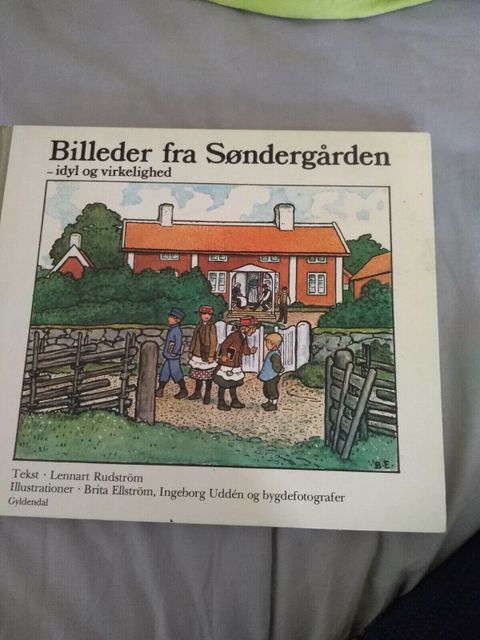 Billeder fra Søndergården
– idyl og virkelighed
B.E.
Tekst · Lennart Rudström
Illustrationer · Brita Ellström, Ingeborg Uddén og bygdefotografer
Gyldendal